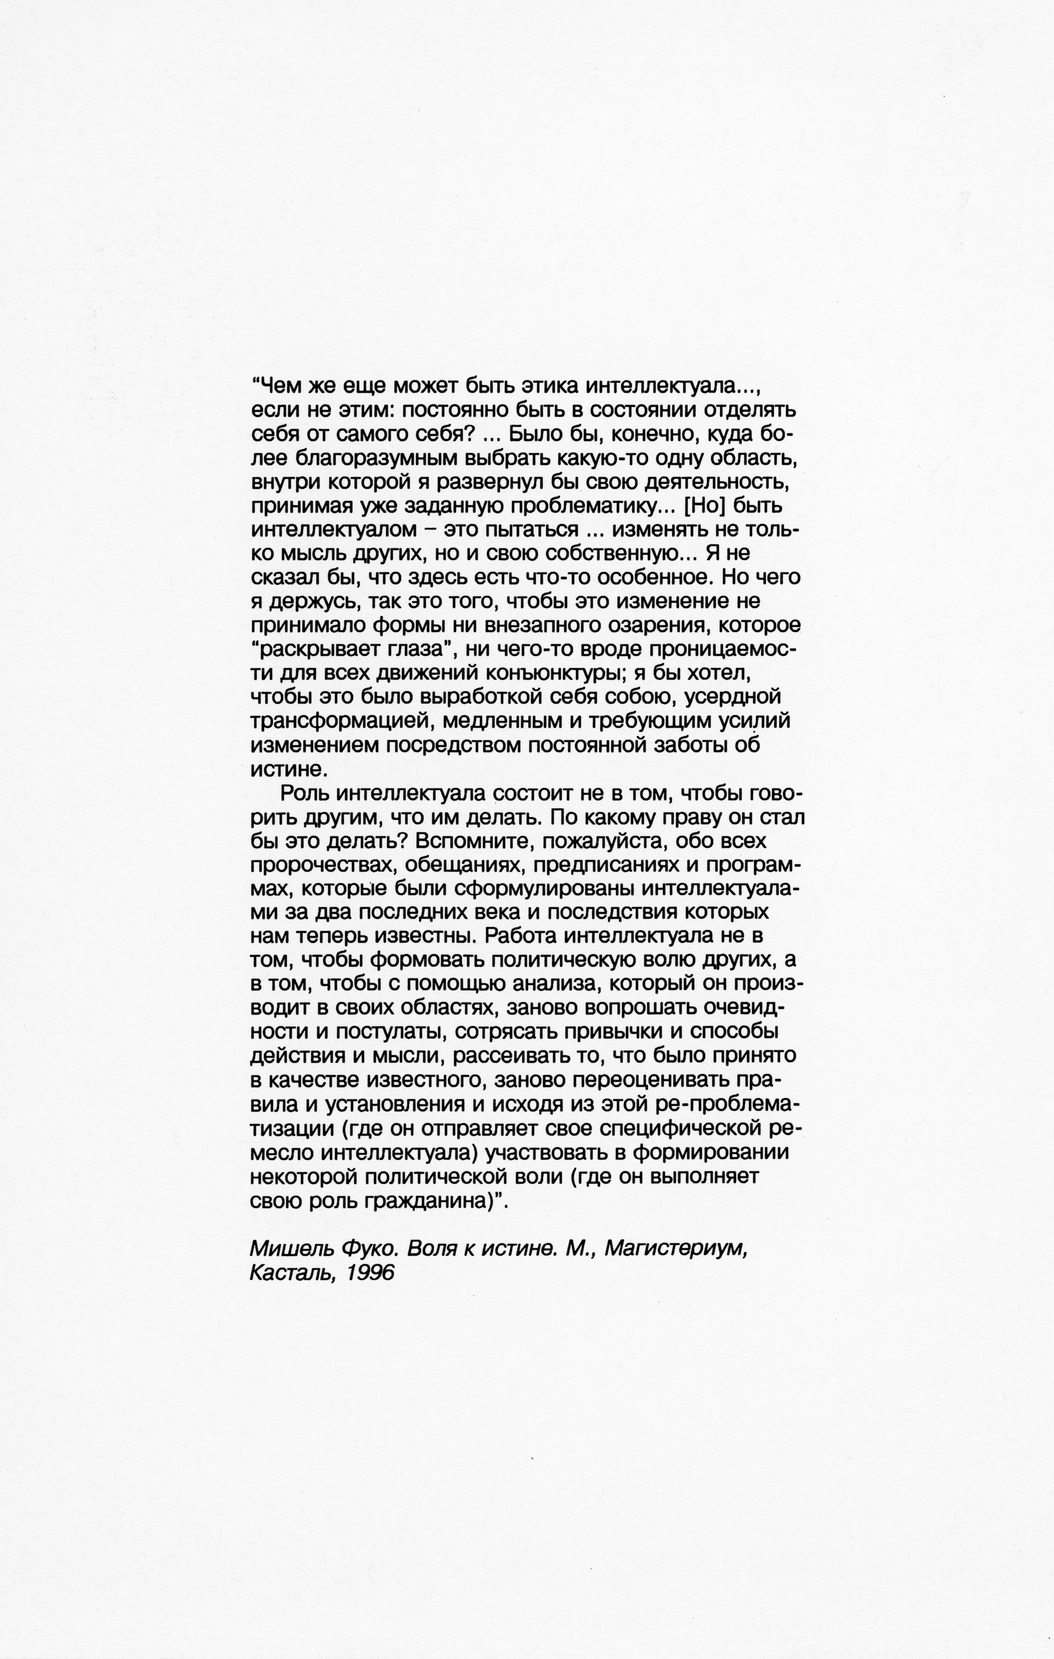 “Чем же еще может быть этика интеллектуала...,
если не этим: постоянно быть в состоянии отделять
себя от самого себя? ... Было бы, конечно, куда бо-
лее благоразумным выбрать какую-то одну область,
внутри которой я развернул бы свою деятельность,
принимая уже заданную проблематику... [Но] быть
интеллектуалом – это пытаться ... изменять не толь-
ко мысль других, но и свою собственную... Я не
сказал бы, что здесь есть что-то особенное. Но чего
я держусь, так это того, чтобы это изменение не
принимало формы ни внезапного озарения, которое
“раскрывает глаза”, ни чего-то вроде проницаемос-
ти для всех движений конъюнктуры; я бы хотел,
чтобы это было выработкой себя собою, усердной
трансформацией, медленным и требующим усилий
изменением посредством постоянной заботы об
истине.
Роль интеллектуала состоит не в том, чтобы гово-
рить другим, что им делать. По какому праву он стал
бы это делать? Вспомните, пожалуйста, обо всех
пророчествах, обещаниях, предписаниях и програм-
мах, которые были сформулированы интеллектуала-
ми за два последних века и последствия которых
нам теперь известны. Работа интеллектуала не в
том, чтобы формовать политическую волю других, а
в том, чтобы с помощью анализа, который он произ-
водит в своих областях, заново вопрошать очевид-
ности и постулаты, сотрясать привычки и способы
действия и мысли, рассеивать то, что было принято
в качестве известного, заново переоценивать пра-
вила и установления и исходя из этой ре-проблема-
тизации (где он отправляет свое специфической ре-
месло интеллектуала) участвовать в формировании
некоторой политической воли (где он выполняет
свою роль гражданина)”.
Мишель Фуко. Воля к истине. М., Магистериум,
Касталь, 1996